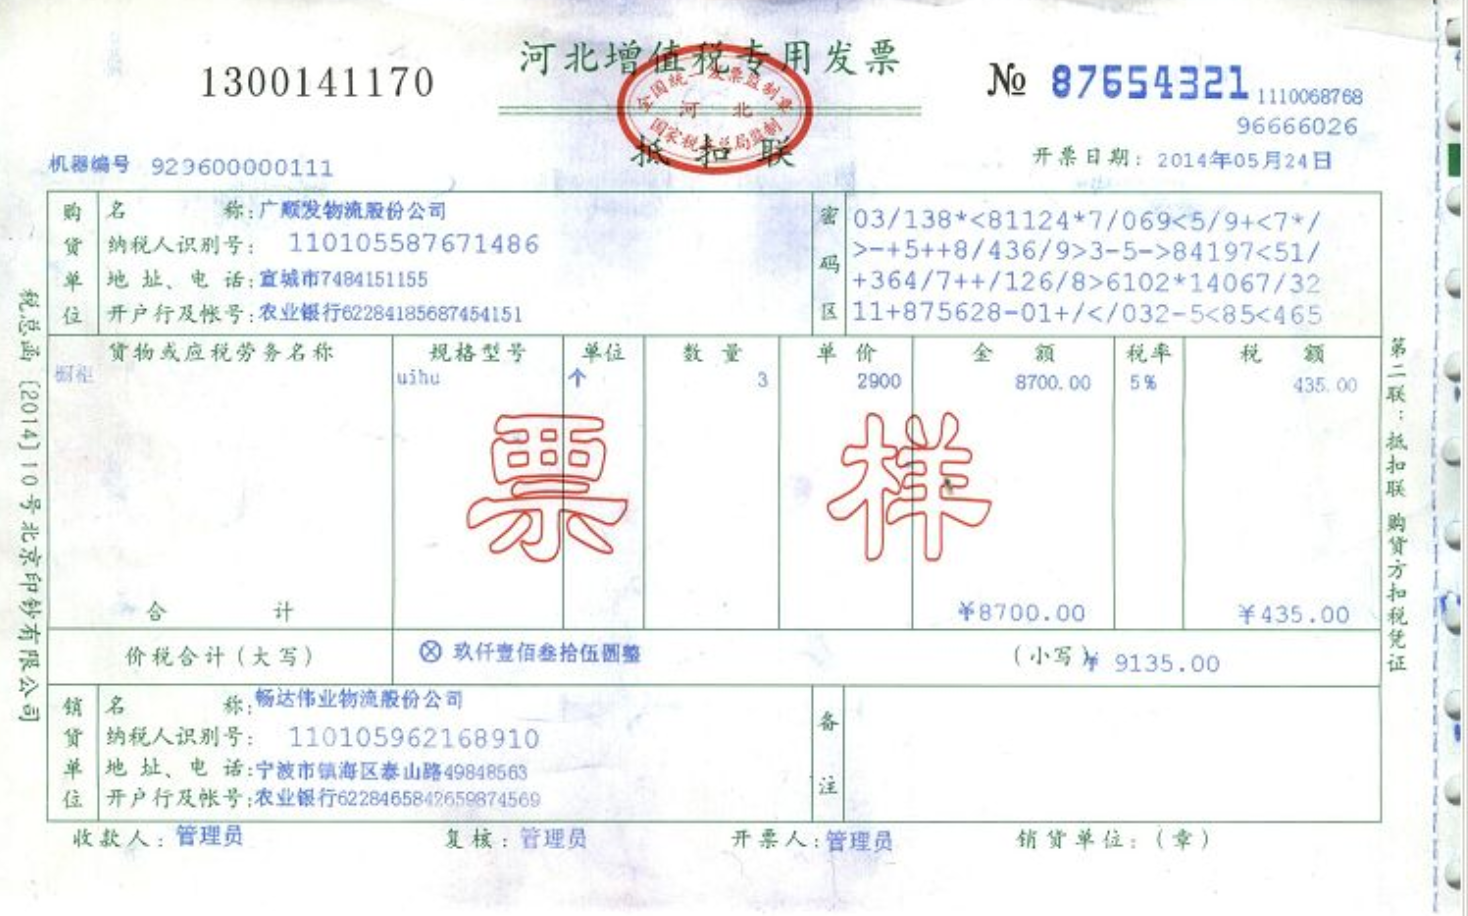 河北增值税专用发票
1300141170
全国统一发票监制章
河 北
国家税务总局监制
抵扣联
№ 87654321
1110068768
96666026
机器编号 929600000111
开票日期: 2014年05月24日
购货单位
名 称:广顺发物流股份公司
纳税人识别号: 110105587671486
地 址、电 话:宣城市7484151155
开户行及帐号:农业银行62284185687454151
密码区
03/138*<81124*7/069<5/9+<7*/
>-+5++8/436/9>3-5->84197<51/
+364/7++/126/8>6102*14067/32
11+875628-01+/</032-5<85<465
货物或应税劳务名称 规格型号 单位 数 量 单 价 金 额 税率 税 额
橱柜 uihu 个 3 2900 8700.00 5% 435.00
票 样
合 计 ¥8700.00 ¥435.00
价税合计(大写) ⊗ 玖仟壹佰叁拾伍圆整 (小写) ¥ 9135.00
销货单位
名 称:畅达伟业物流股份公司
纳税人识别号: 110105962168910
地 址、电 话:宁波市镇海区泰山路49848563
开户行及帐号:农业银行6228465842659874569
备注
收款人: 管理员 复核: 管理员 开票人:管理员 销货单位: (章)
税总函 [2014] 10号北京印钞有限公司
第二联: 抵扣联 购货方扣税凭证